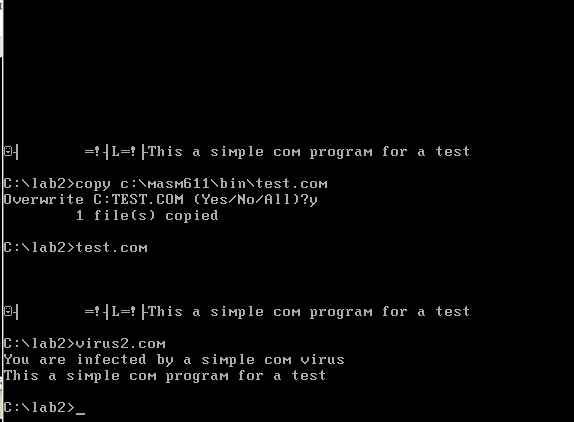 ☺┤       ═!┤L═!├This a simple com program for a test
C:\lab2>copy c:\masm611\bin\test.com
Overwrite C:TEST.COM (Yes/No/All)?y
1 file(s) copied
C:\lab2>test.com
☺┤       ═!┤L═!├This a simple com program for a test
C:\lab2>virus2.com
You are infected by a simple com virus
This a simple com program for a test
C:\lab2>_